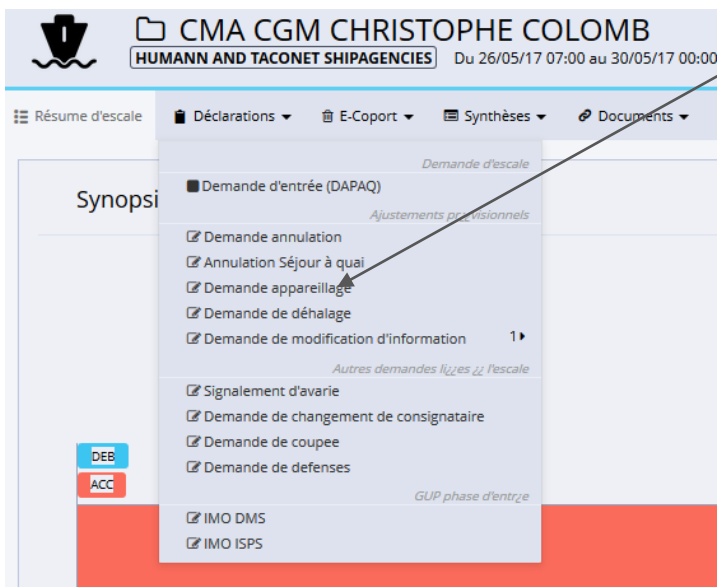 CMA CGM CHRISTOPHE COLOMB
HUMANN AND TACONET SHIPAGENCIES Du 26/05/17 07:00 au 30/05/17 00:00
Résume d'escale Déclarations E-Coport Synthèses Documents
Demande d'escale
Demande d'entrée (DAPAQ)
Synopsi
Ajustements pr¿visionnels
Demande annulation
Annulation Séjour à quai
Demande appareillage
Demande de déhalage
Demande de modification d'information 1
Autres demandes li¿es ¿¿ l'escale
Signalement d'avarie
Demande de changement de consignataire
Demande de coupee
DEB
Demande de defenses
ACC
GUP phase d'entr¿e
IMO DMS
IMO ISPS